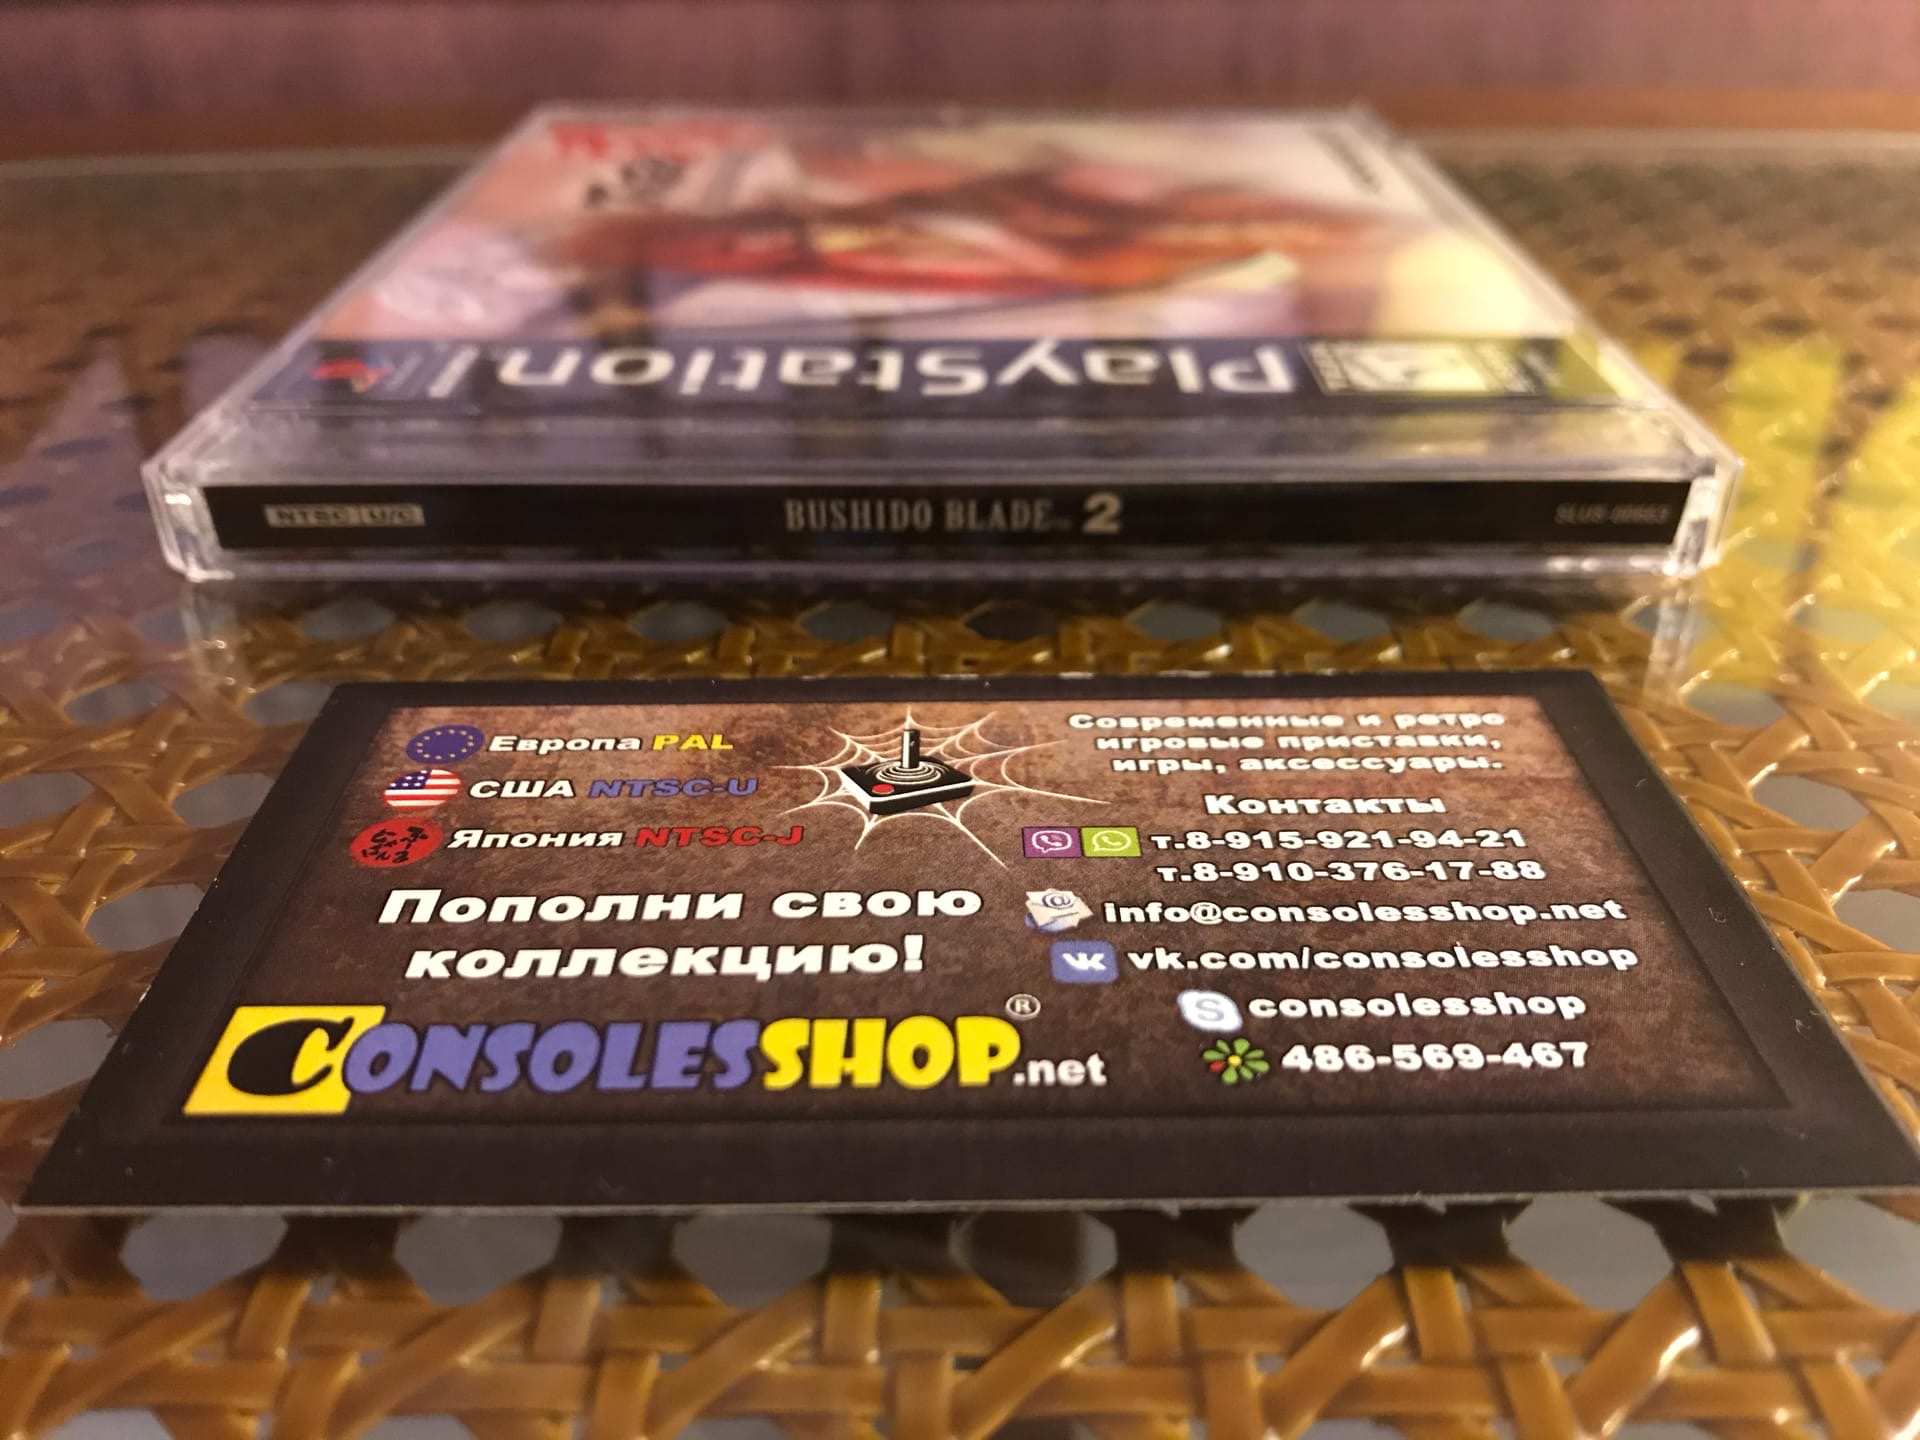 PlayStation
NTSC U/C
BUSHIDO BLADE 2
SLUS-00663
Европа PAL
США NTSC-U
Япония NTSC-J
Пополни свою
коллекцию!
CONSOLESSHOP.net
®
Современные и ретро
игровые приставки,
игры, аксессуары.
Контакты
т.8-915-921-94-21
т.8-910-376-17-88
info@consolesshop.net
vk.com/consolesshop
consolesshop
486-569-467